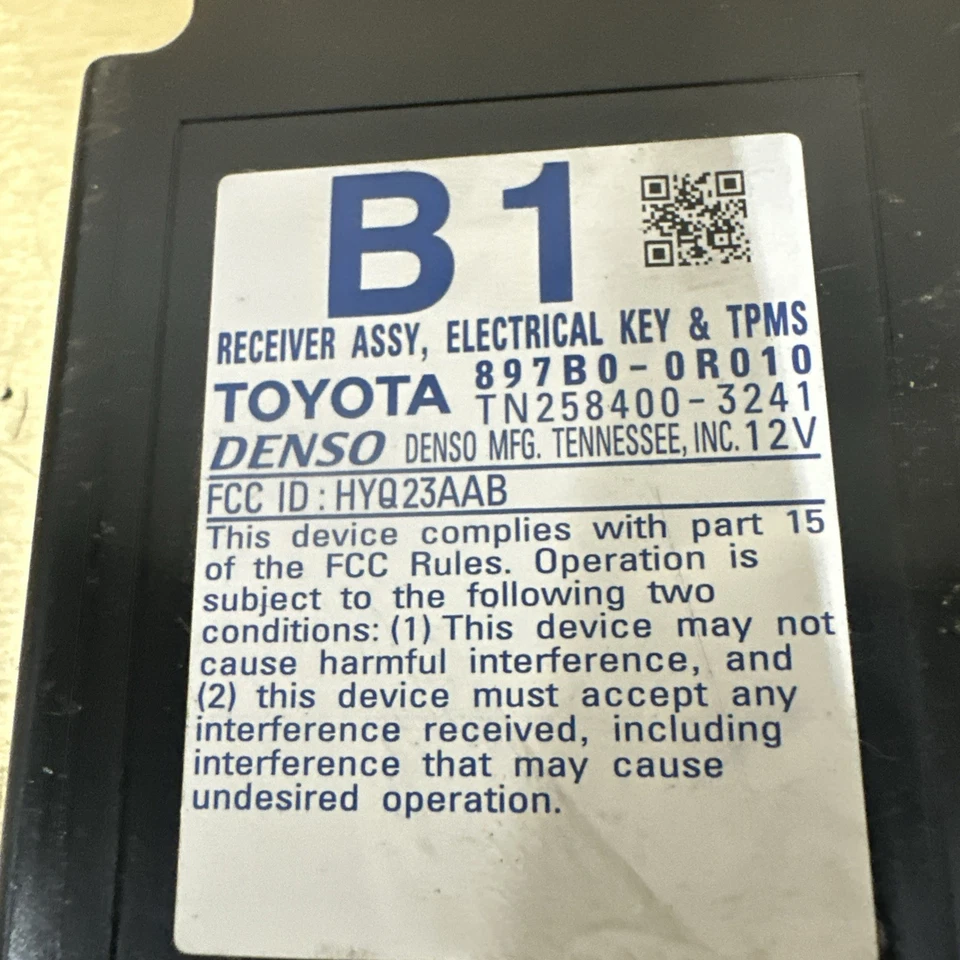 B1
RECEIVER ASSY, ELECTRICAL KEY & TPMS
TOYOTA 897B0-0R010
TN258400-3241
DENSO DENSO MFG. TENNESSEE, INC. 12V
FCC ID : HYQ23AAB
This device complies with part 15
of the FCC Rules. Operation is
subject to the following two
conditions: (1) This device may not
cause harmful interference, and
(2) this device must accept any
interference received, including
interference that may cause
undesired operation.